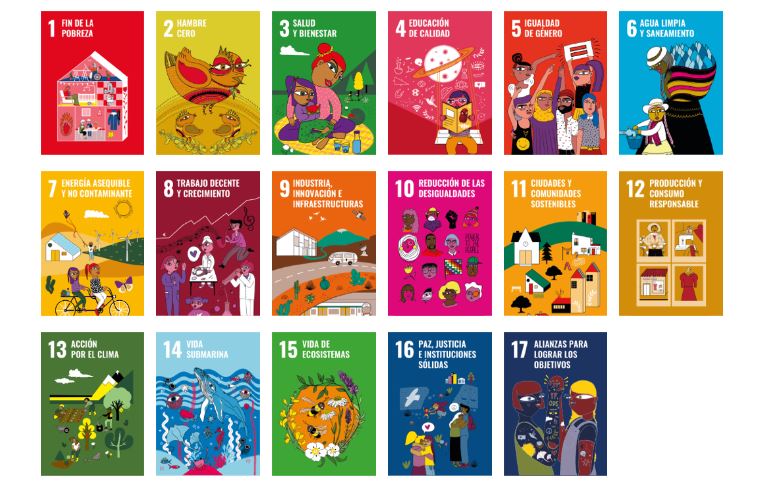 1 FIN DE LA
POBREZA
2 HAMBRE
CERO
3 SALUD
Y BIENESTAR
4 EDUCACIÓN
DE CALIDAD
5 IGUALDAD
DE GÉNERO
6 AGUA LIMPIA
Y SANEAMIENTO
7 ENERGÍA ASEQUIBLE
Y NO CONTAMINANTE
8 TRABAJO DECENTE
Y CRECIMIENTO
9 INDUSTRIA,
INNOVACIÓN E
INFRAESTRUCTURAS
10 REDUCCIÓN DE LAS
DESIGUALDADES
11 CIUDADES Y
COMUNIDADES
SOSTENIBLES
12 PRODUCCIÓN Y
CONSUMO
RESPONSABLE
13 ACCIÓN
POR EL CLIMA
14 VIDA
SUBMARINA
15 VIDA DE
ECOSISTEMAS
16 PAZ, JUSTICIA
E INSTITUCIONES
SÓLIDAS
17 ALIANZAS PARA
LOGRAR LOS
OBJETIVOS